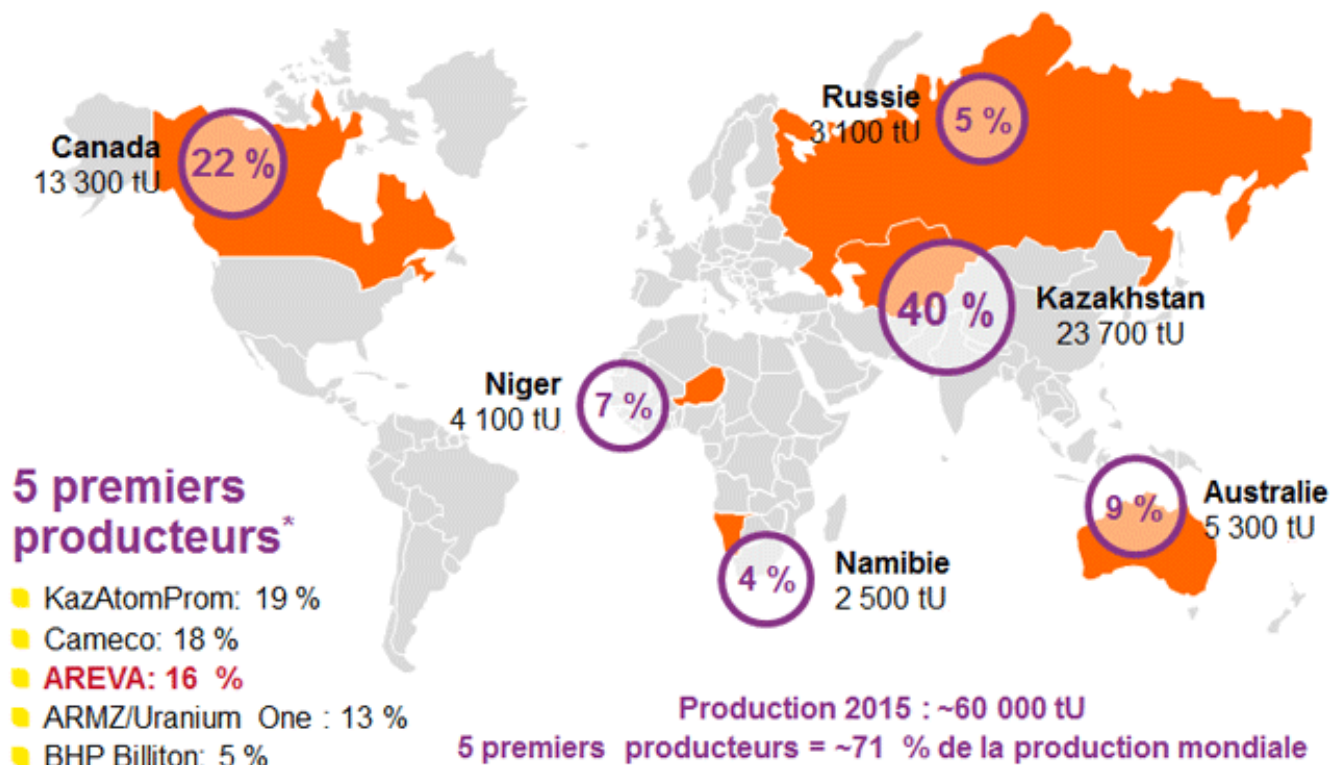 Russie
3 100 tU
5 %
Canada
13 300 tU
22 %
40 %
Kazakhstan
23 700 tU
Niger
4 100 tU
7 %
5 premiers
producteurs*
KazAtomProm: 19 %
Cameco: 18 %
AREVA: 16 %
ARMZ/Uranium One : 13 %
BHP Billiton: 5 %
9 %
Australie
5 300 tU
4 %
Namibie
2 500 tU
Production 2015 : ~60 000 tU
5 premiers producteurs = ~71 % de la production mondiale